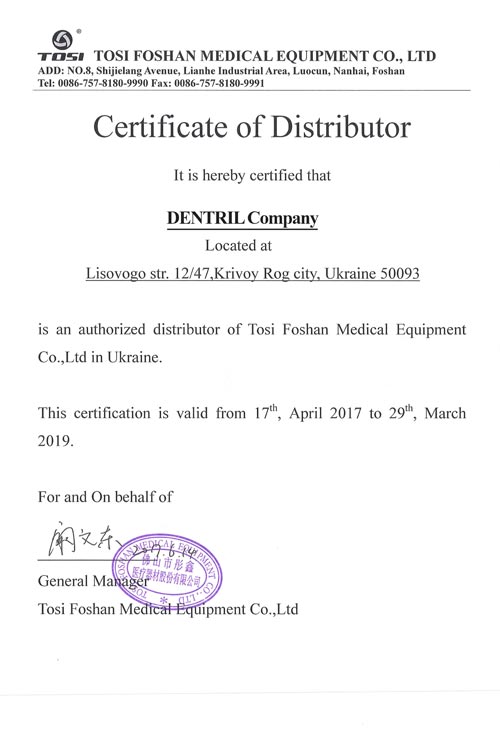 TOSI®
TOSI FOSHAN MEDICAL EQUIPMENT CO., LTD
ADD: NO.8, Shijielang Avenue, Lianhe Industrial Area, Luocun, Nanhai, Foshan
Tel: 0086-757-8180-9990 Fax: 0086-757-8180-9991
Certificate of Distributor
It is hereby certified that
DENTRIL Company
Located at
Lisovogo str. 12/47,Krivoy Rog city, Ukraine 50093
is an authorized distributor of Tosi Foshan Medical Equipment
Co.,Ltd in Ukraine.
This certification is valid from 17th, April 2017 to 29th, March
2019.
For and On behalf of
2017.6.14
TOSI FOSHAN MEDICAL EQUIPMENT CO., LTD
佛山市彤鑫
医疗器材股份有限公司
General Manager
Tosi Foshan Medical Equipment Co.,Ltd